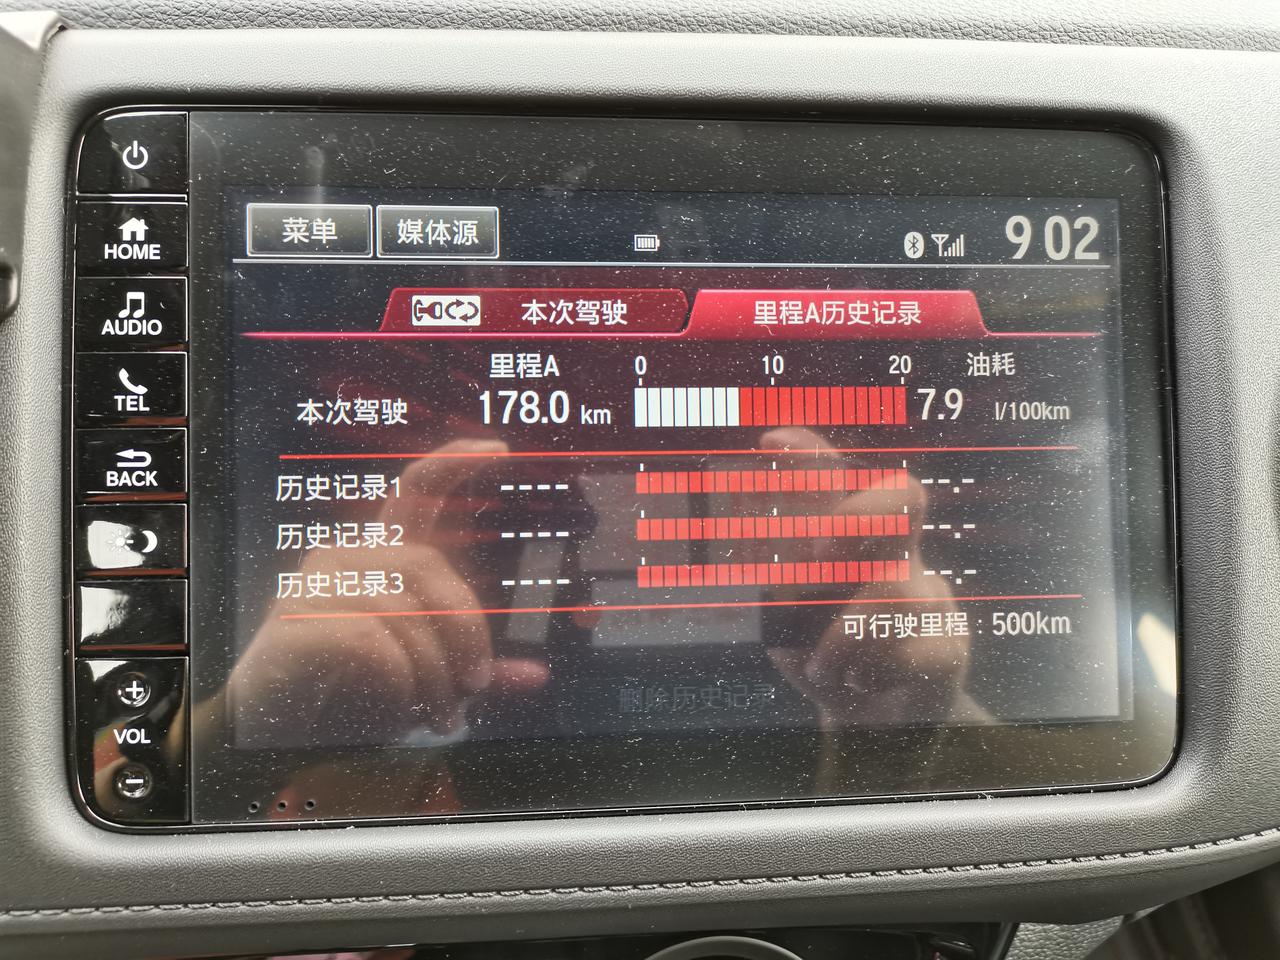 HOME
AUDIO
TEL
BACK
+
VOL
−
菜单 媒体源 9 02
本次驾驶 里程A历史记录
里程A 0 10 20 油耗
本次驾驶 178.0 km 7.9 l/100km
历史记录1 ---- --.-
历史记录2 ---- --.-
历史记录3 ---- --.-
可行驶里程 : 500km
删除历史记录